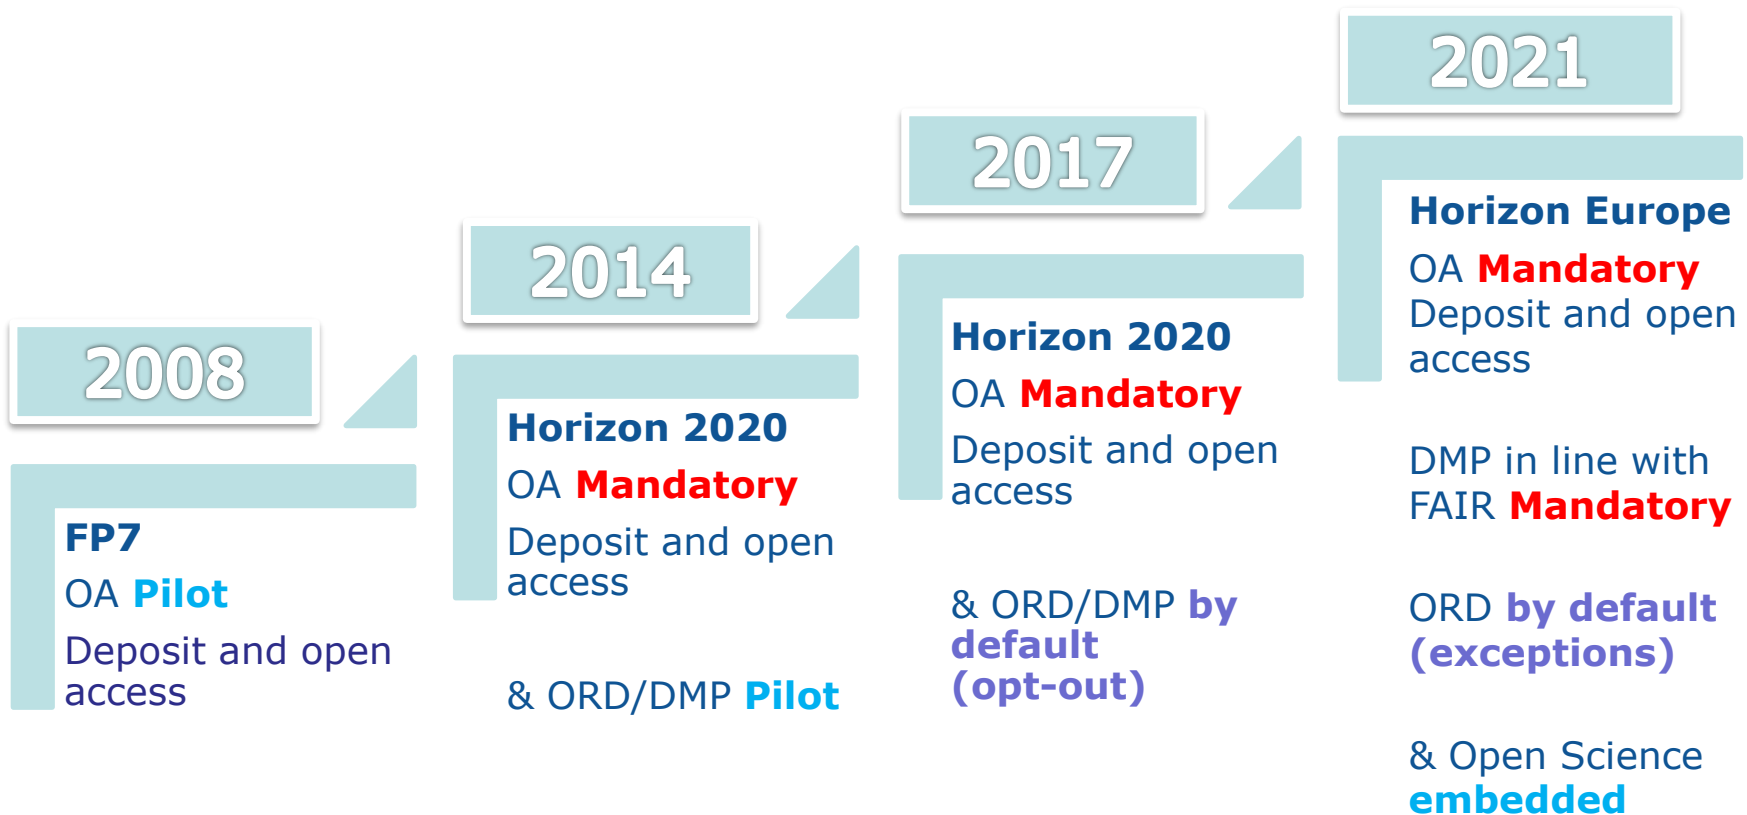 2008
FP7
OA Pilot
Deposit and open
access
2014
Horizon 2020
OA Mandatory
Deposit and open
access
& ORD/DMP Pilot
2017
Horizon 2020
OA Mandatory
Deposit and open
access
& ORD/DMP by
default
(opt-out)
2021
Horizon Europe
OA Mandatory
Deposit and open
access
DMP in line with
FAIR Mandatory
ORD by default
(exceptions)
& Open Science
embedded